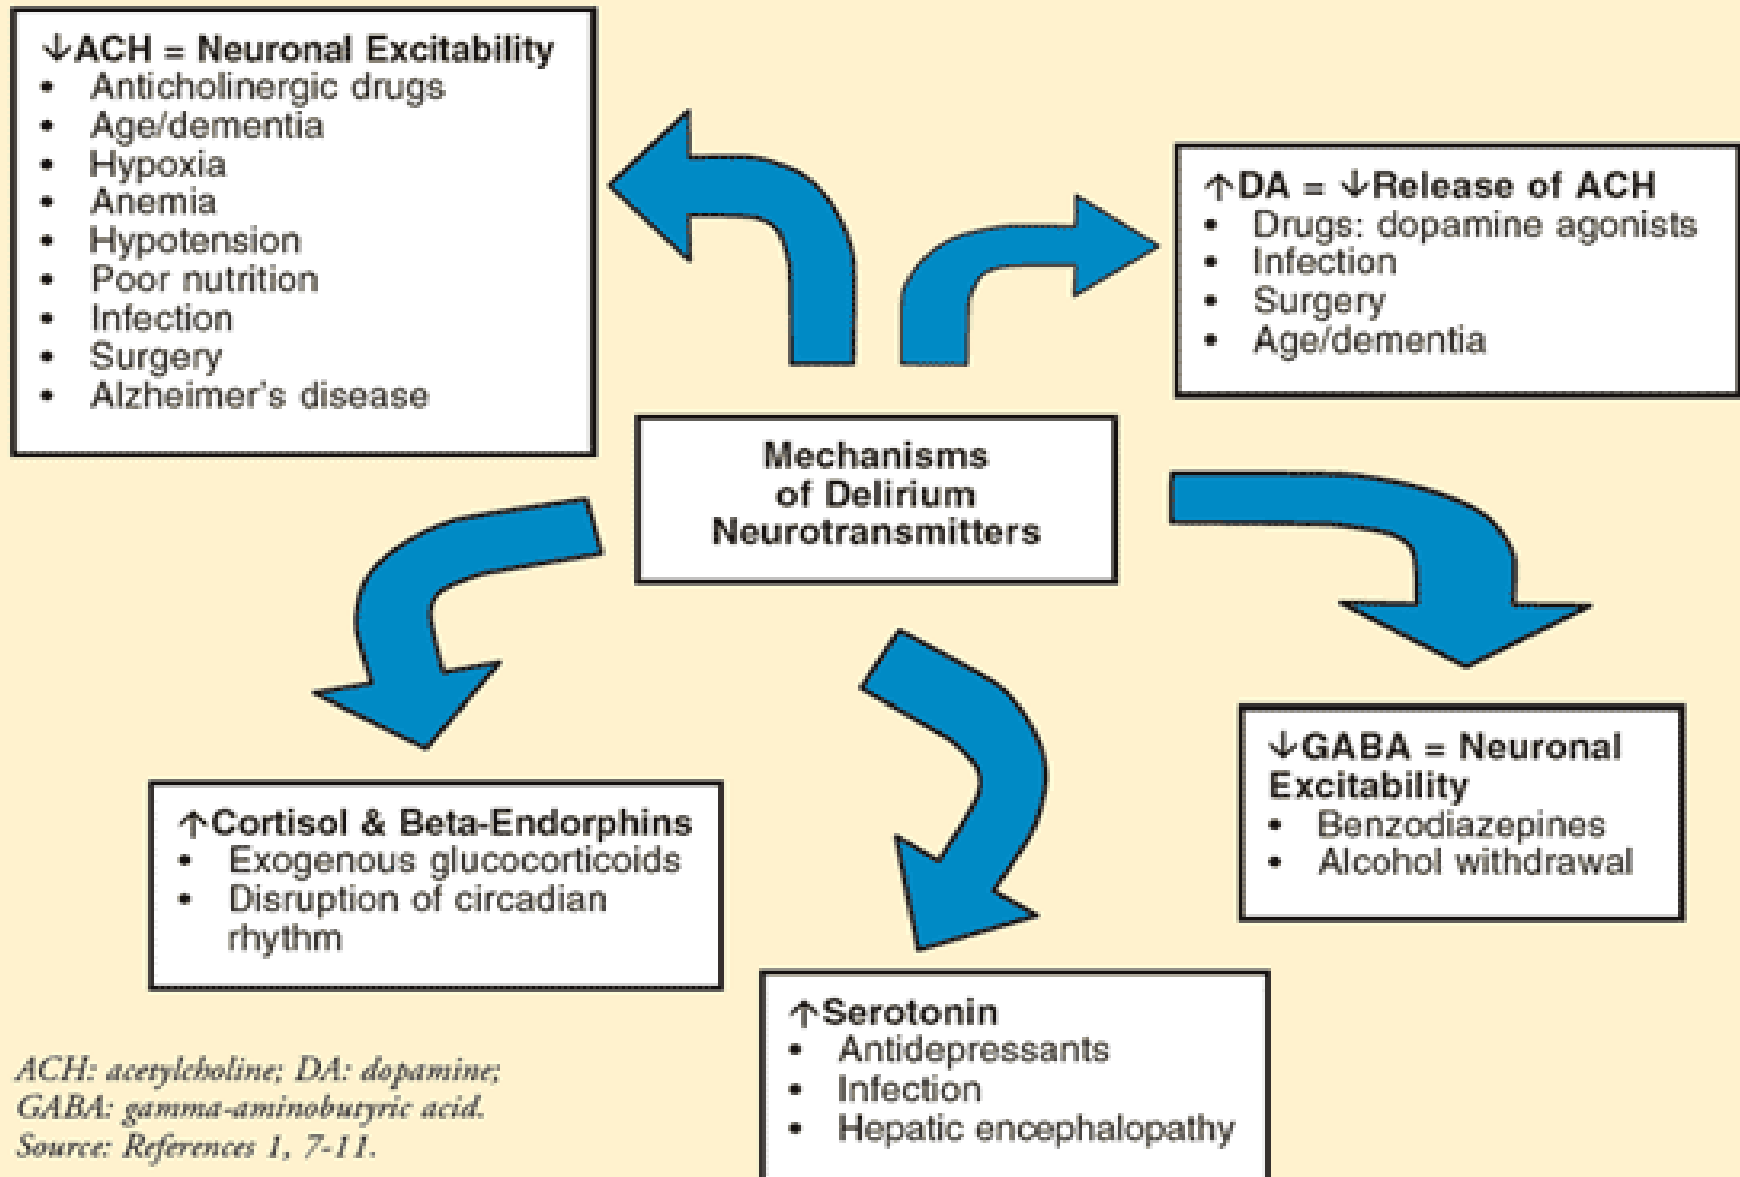 ↓ACH = Neuronal Excitability
• Anticholinergic drugs
• Age/dementia
• Hypoxia
• Anemia
• Hypotension
• Poor nutrition
• Infection
• Surgery
• Alzheimer's disease
↑DA = ↓Release of ACH
• Drugs: dopamine agonists
• Infection
• Surgery
• Age/dementia
Mechanisms
of Delirium
Neurotransmitters
↑Cortisol & Beta-Endorphins
• Exogenous glucocorticoids
• Disruption of circadian
rhythm
↓GABA = Neuronal
Excitability
• Benzodiazepines
• Alcohol withdrawal
↑Serotonin
• Antidepressants
• Infection
• Hepatic encephalopathy
ACH: acetylcholine; DA: dopamine;
GABA: gamma-aminobutyric acid.
Source: References 1, 7-11.